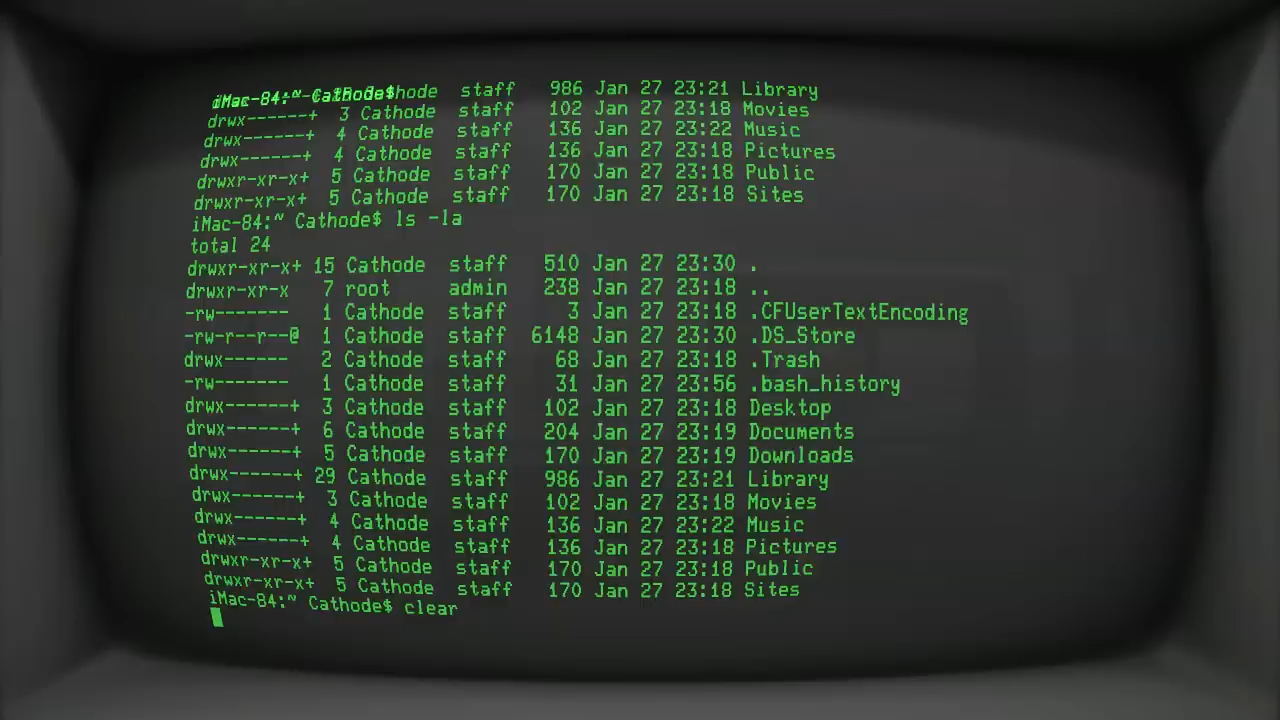 iMac-84:~ Cathode$ hode  staff   986 Jan 27 23:21 Library
drwx------+  3 Cathode  staff   102 Jan 27 23:18 Movies
drwx------+  4 Cathode  staff   136 Jan 27 23:22 Music
drwx------+  4 Cathode  staff   136 Jan 27 23:18 Pictures
drwxr-xr-x+  5 Cathode  staff   170 Jan 27 23:18 Public
drwxr-xr-x+  5 Cathode  staff   170 Jan 27 23:18 Sites
iMac-84:~ Cathode$ ls -la
total 24
drwxr-xr-x+ 15 Cathode  staff   510 Jan 27 23:30 .
drwxr-xr-x   7 root     admin   238 Jan 27 23:18 ..
-rw-------   1 Cathode  staff     3 Jan 27 23:18 .CFUserTextEncoding
-rw-r--r--@  1 Cathode  staff  6148 Jan 27 23:30 .DS_Store
drwx------   2 Cathode  staff    68 Jan 27 23:18 .Trash
-rw-------   1 Cathode  staff    31 Jan 27 23:56 .bash_history
drwx------+  3 Cathode  staff   102 Jan 27 23:18 Desktop
drwx------+  6 Cathode  staff   204 Jan 27 23:19 Documents
drwx------+  5 Cathode  staff   170 Jan 27 23:19 Downloads
drwx------+ 29 Cathode  staff   986 Jan 27 23:21 Library
drwx------+  3 Cathode  staff   102 Jan 27 23:18 Movies
drwx------+  4 Cathode  staff   136 Jan 27 23:22 Music
drwx------+  4 Cathode  staff   136 Jan 27 23:18 Pictures
drwxr-xr-x+  5 Cathode  staff   170 Jan 27 23:18 Public
drwxr-xr-x+  5 Cathode  staff   170 Jan 27 23:18 Sites
iMac-84:~ Cathode$ clear